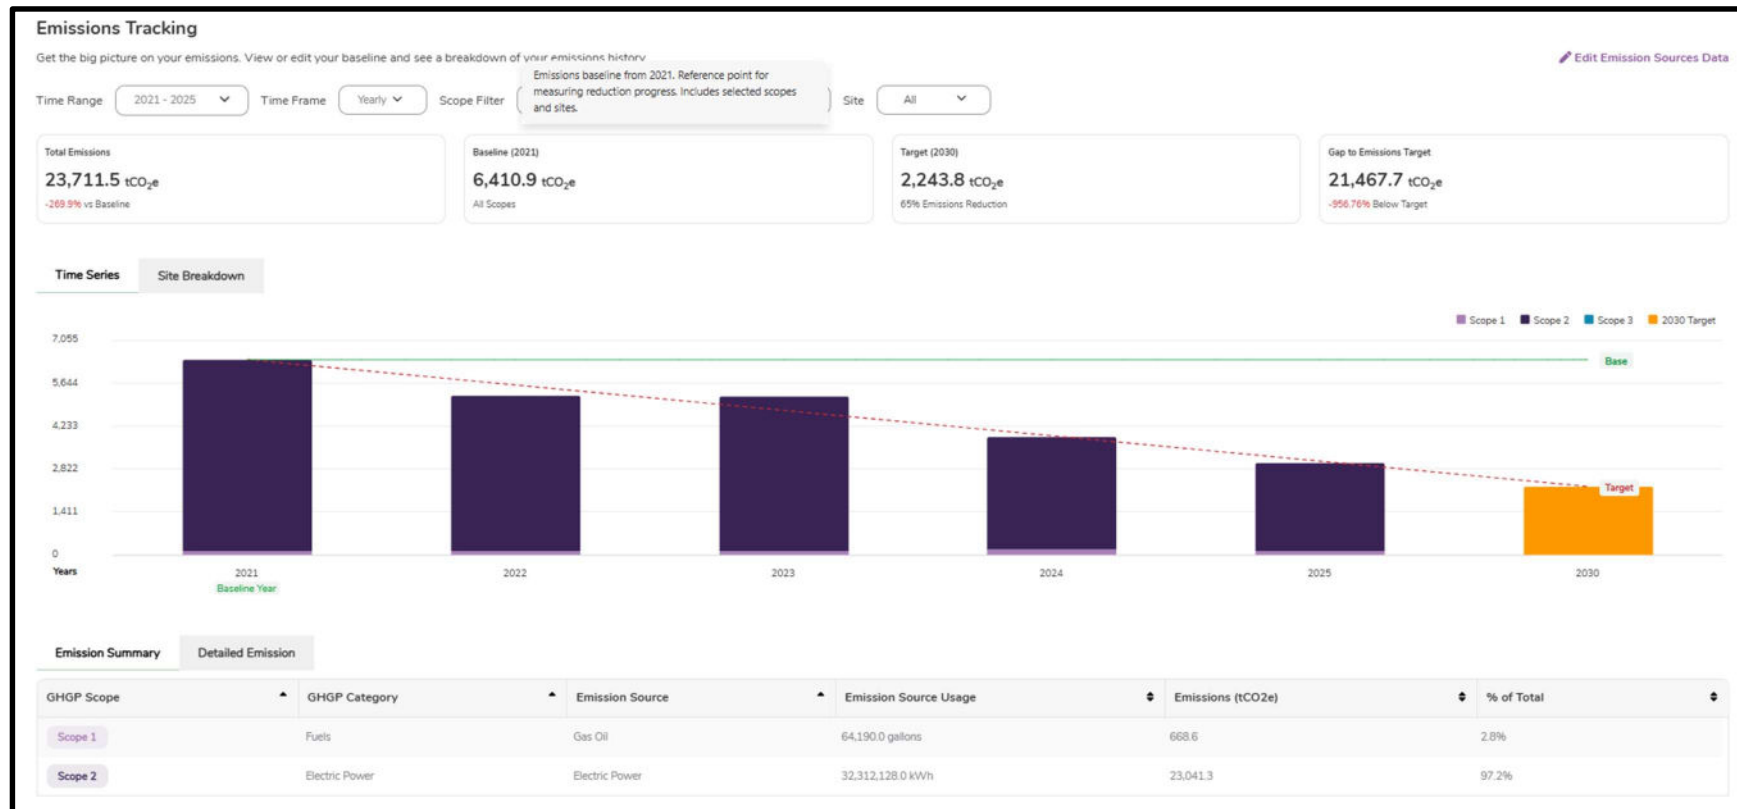 Emissions Tracking
Get the big picture on your emissions. View or edit your baseline and see a breakdown of your emissions history
Edit Emission Sources Data
Emissions baseline from 2021. Reference point for
measuring reduction progress. Includes selected scopes
and sites.
Time Range 2021 - 2025 Time Frame Yearly Scope Filter Site All
Total Emissions
23,711.5 tCO₂e
-269.9% vs Baseline
Baseline (2021)
6,410.9 tCO₂e
All Scopes
Target (2030)
2,243.8 tCO₂e
65% Emissions Reduction
Gap to Emissions Target
21,467.7 tCO₂e
-956.76% Below Target
Time Series Site Breakdown
Scope 1 Scope 2 Scope 3 2030 Target
7,055
5,644
4,233
2,822
1,411
0
Base
Target
Years 2021 2022 2023 2024 2025 2030
Baseline Year
Emission Summary Detailed Emission
GHGP Scope GHGP Category Emission Source Emission Source Usage Emissions (tCO2e) % of Total
Scope 1 Fuels Gas Oil 64,190.0 gallons 668.6 2.8%
Scope 2 Electric Power Electric Power 32,312,128.0 kWh 23,041.3 97.2%